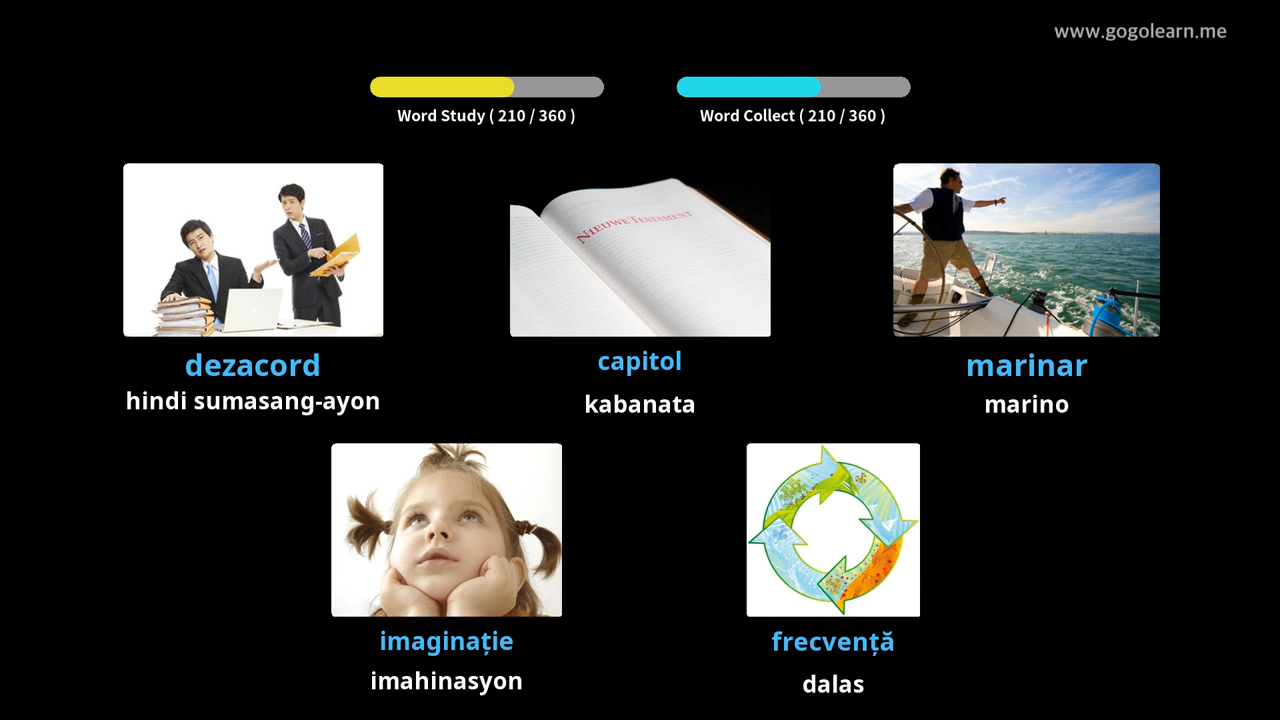 www.gogolearn.me
Word Study ( 210 / 360 )
Word Collect ( 210 / 360 )
NIEUWE TESTAMENT
dezacord
hindi sumasang-ayon
capitol
kabanata
marinar
marino
imaginație
imahinasyon
frecvență
dalas